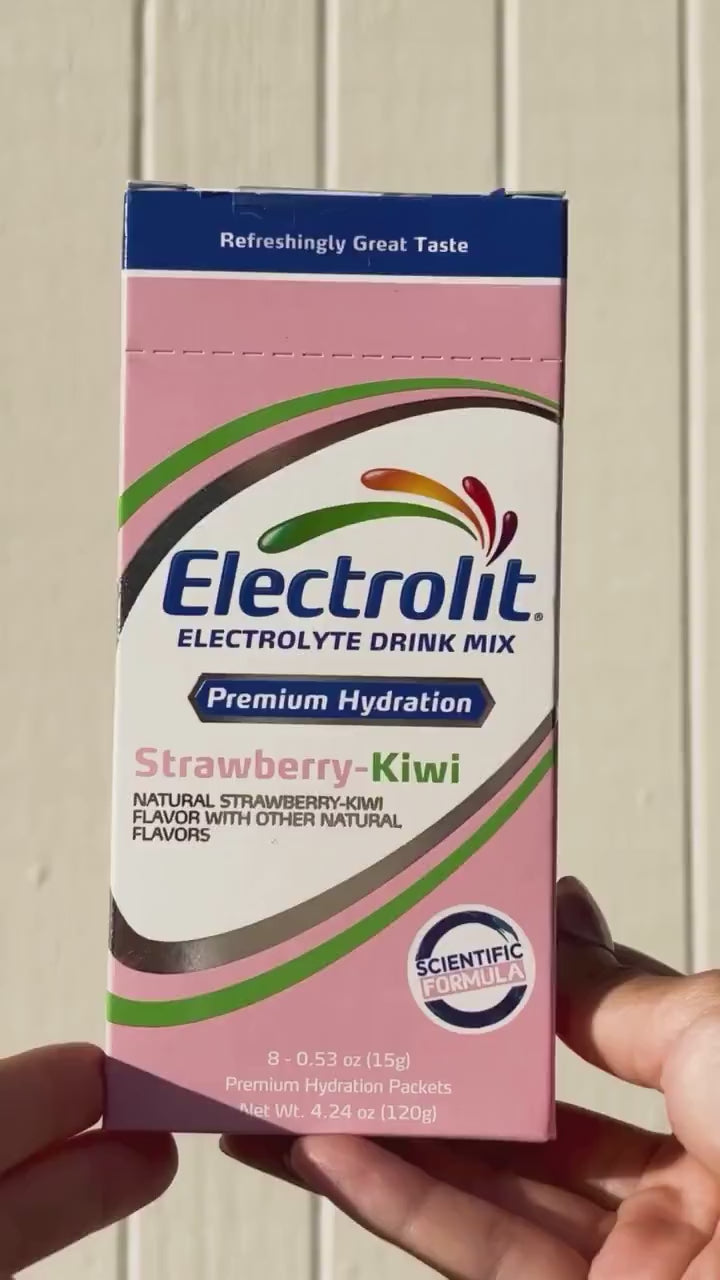 Refreshingly Great Taste
Electrolit®
ELECTROLYTE DRINK MIX
Premium Hydration
Strawberry-Kiwi
NATURAL STRAWBERRY-KIWI
FLAVOR WITH OTHER NATURAL
FLAVORS
SCIENTIFIC
FORMULA
8 - 0.53 oz (15g)
Premium Hydration Packets
Net Wt. 4.24 oz (120g)